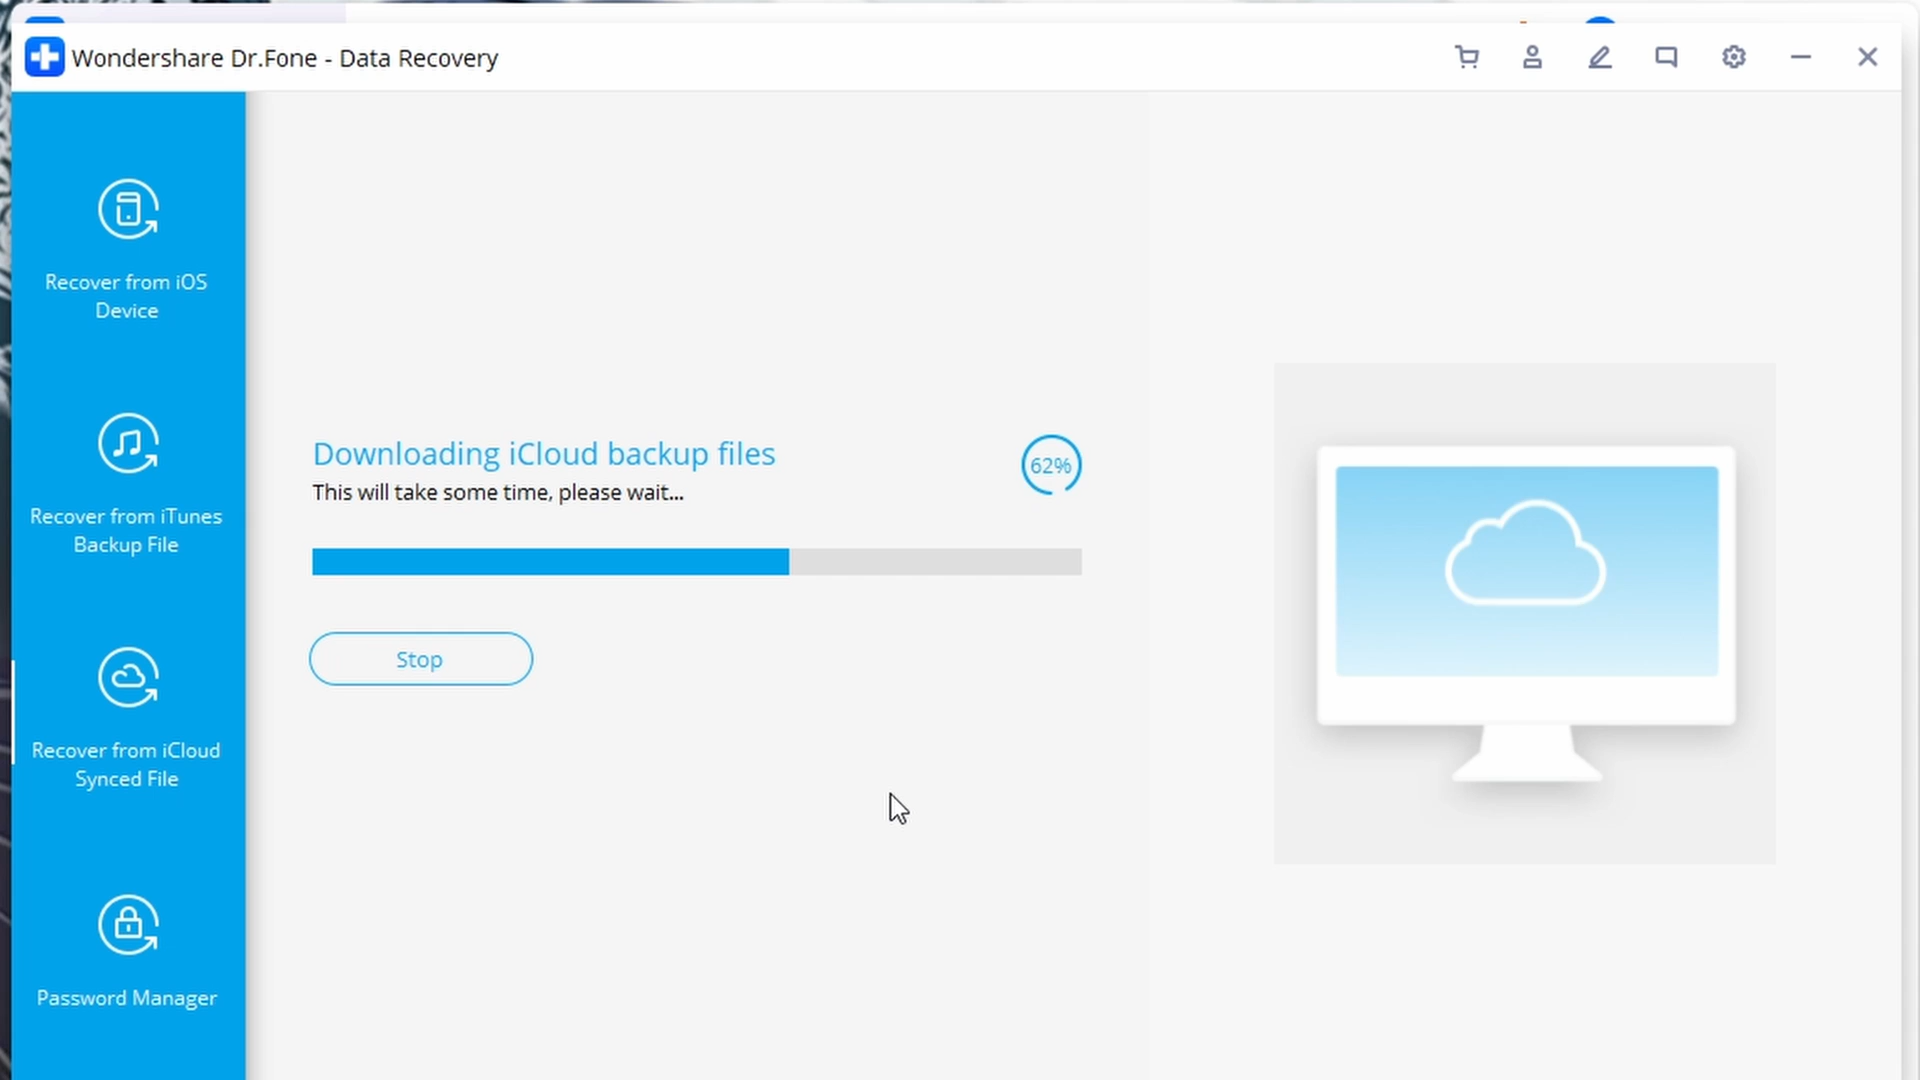 Wondershare Dr.Fone - Data Recovery
Recover from iOS
Device
Recover from iTunes
Backup File
Recover from iCloud
Synced File
Password Manager
Downloading iCloud backup files
This will take some time, please wait...
62%
Stop